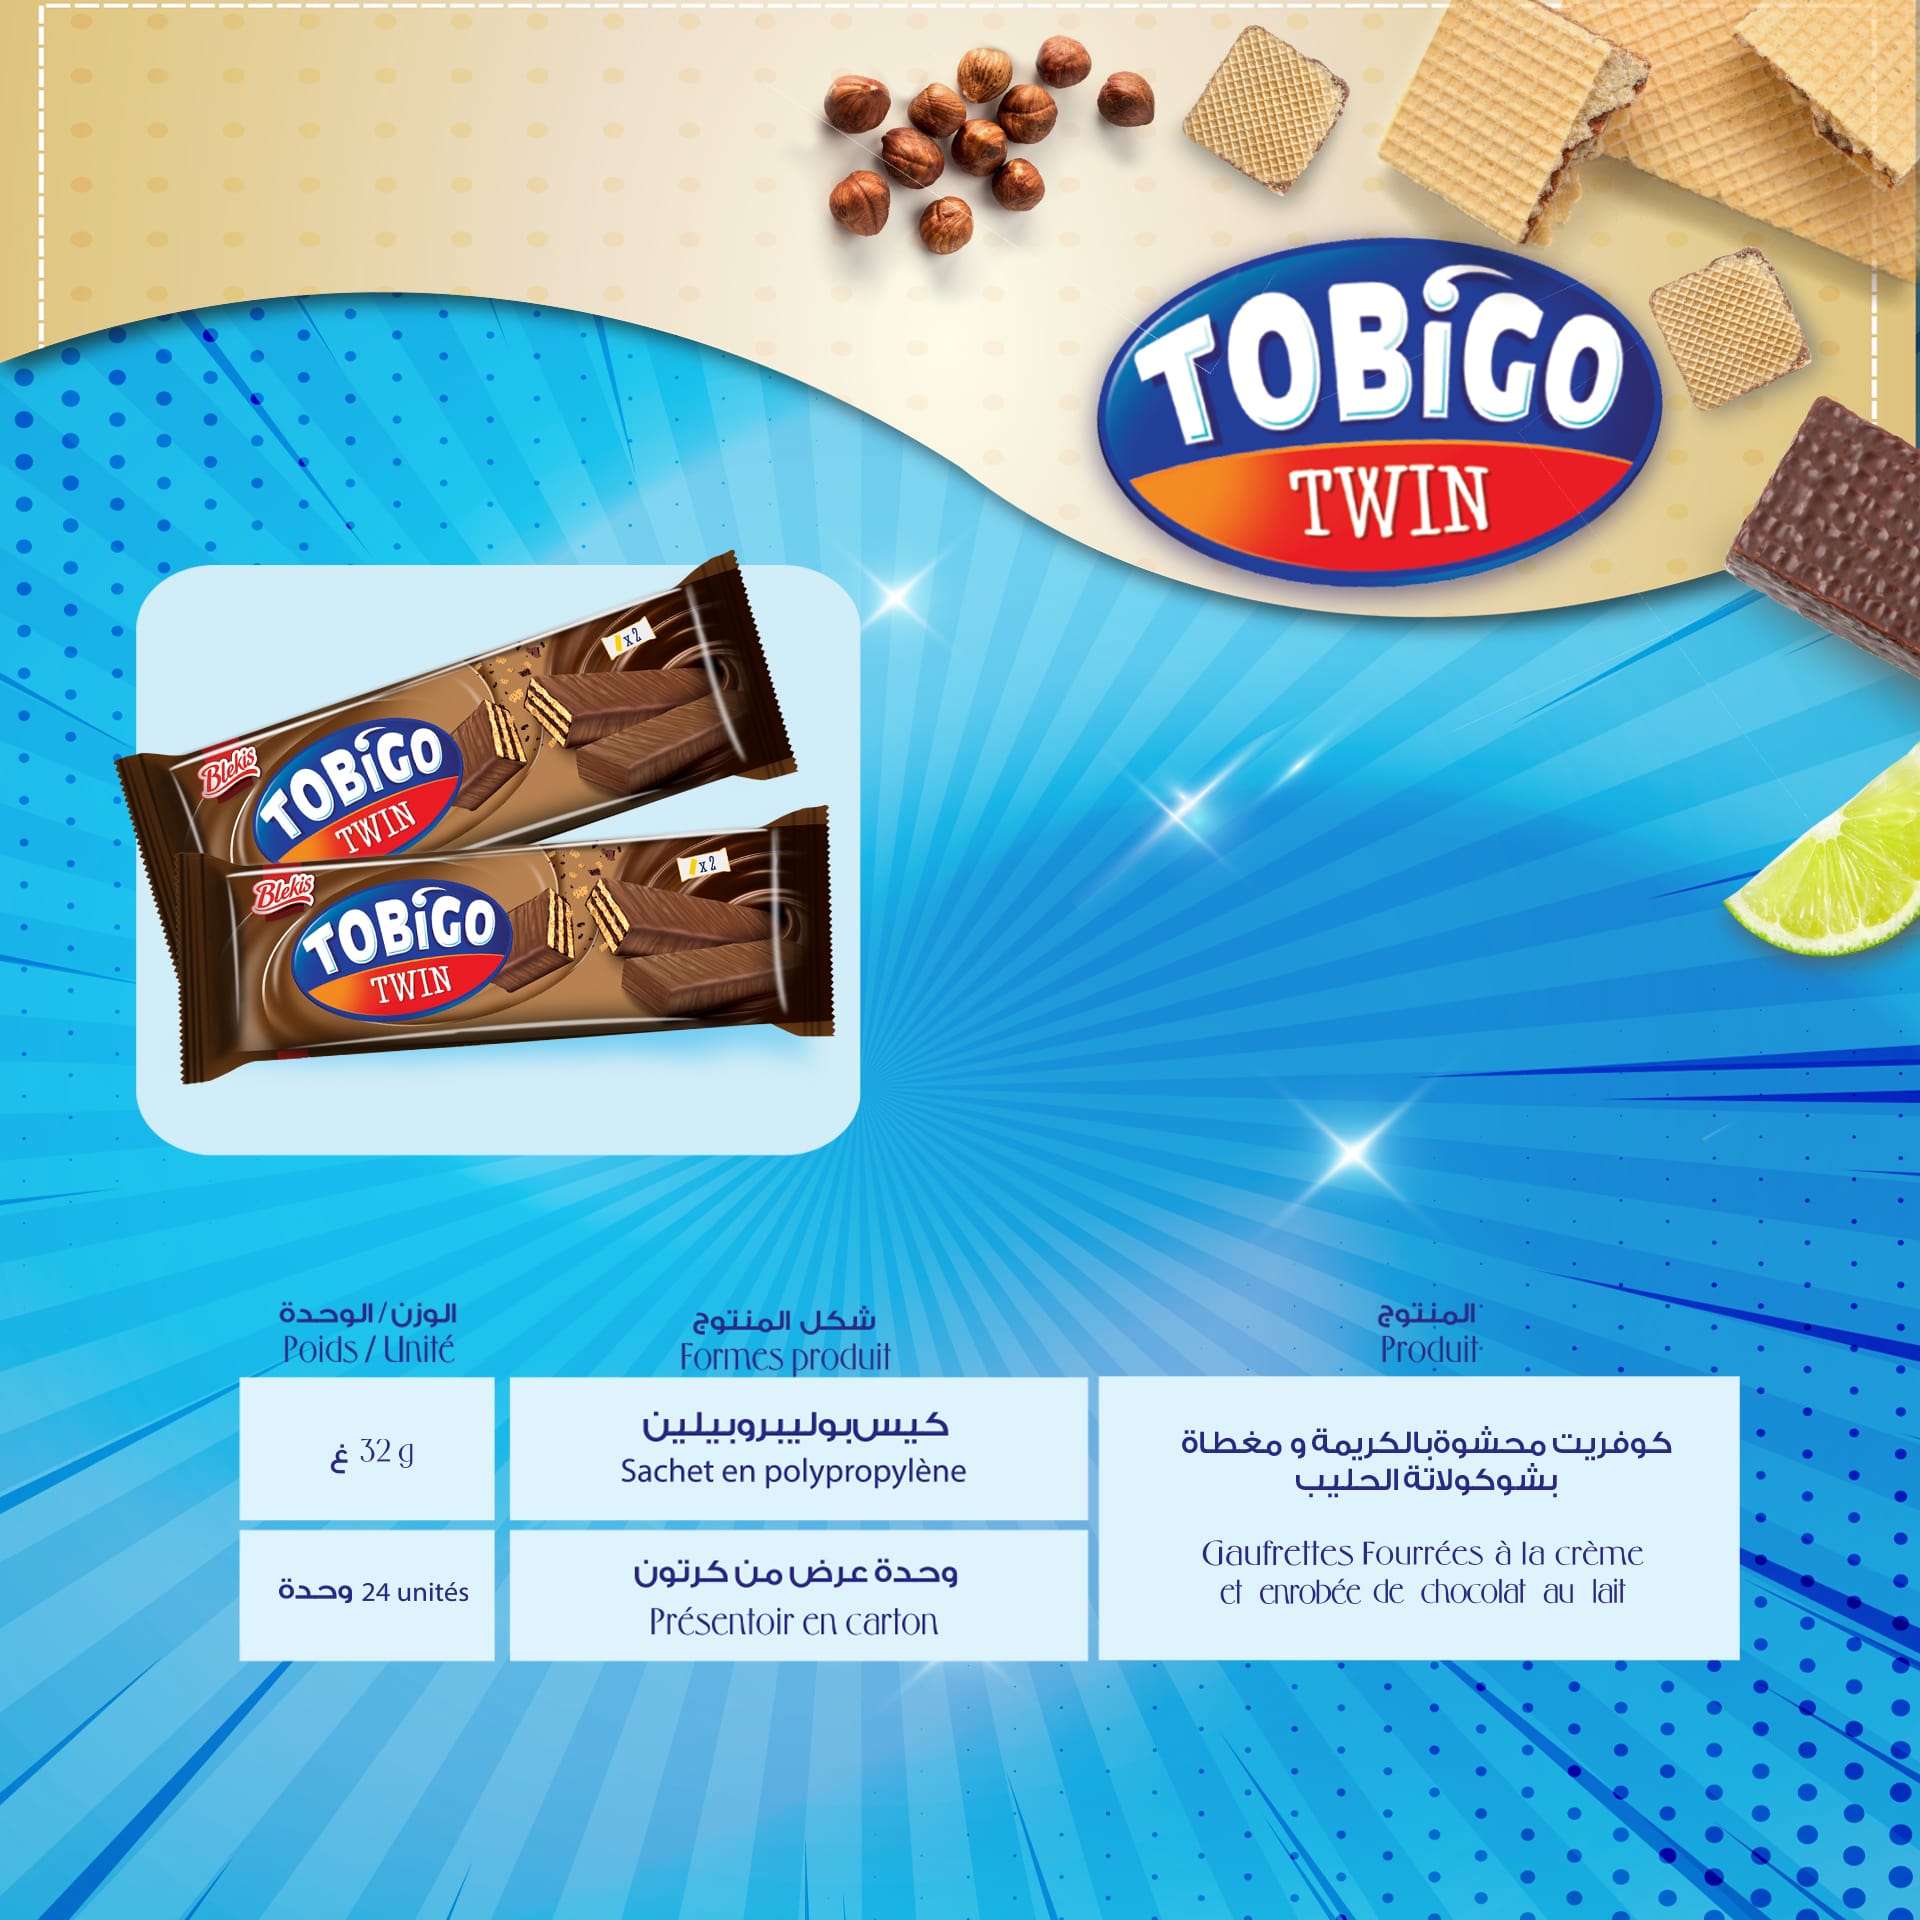 TOBiGO
TWIN
x2
Blekis
TOBiGO
TWIN
x2
Blekis
TOBiGO
TWIN
المنتوج
Produit
شكل المنتوج
Formes produit
الوزن/الوحدة
Poids / Unité
كوفريت محشوةبالكريمة و مغطاة
بشوكولاتة الحليب
Gaufrettes Fourrées à la crème
et enrobée de chocolat au lait
كيس بوليبروبيلين
Sachet en polypropylène
32 g غ
وحدة عرض من كرتون
Présentoir en carton
24 unités وحدة